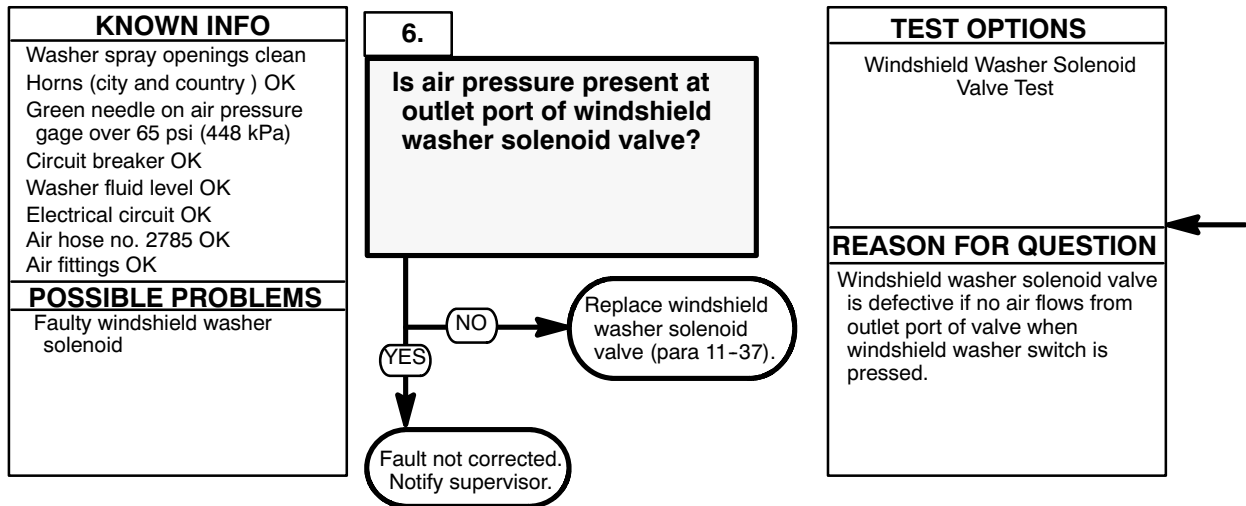 KNOWN INFO
Washer spray openings clean
Horns (city and country ) OK
Green needle on air pressure
gage over 65 psi (448 kPa)
Circuit breaker OK
Washer fluid level OK
Electrical circuit OK
Air hose no. 2785 OK
Air fittings OK
POSSIBLE PROBLEMS
Faulty windshield washer
solenoid
6.
Is air pressure present at
outlet port of windshield
washer solenoid valve?
NO
Replace windshield
washer solenoid
valve (para 11-37).
YES
Fault not corrected.
Notify supervisor.
TEST OPTIONS
Windshield Washer Solenoid
Valve Test
REASON FOR QUESTION
Windshield washer solenoid valve
is defective if no air flows from
outlet port of valve when
windshield washer switch is
pressed.